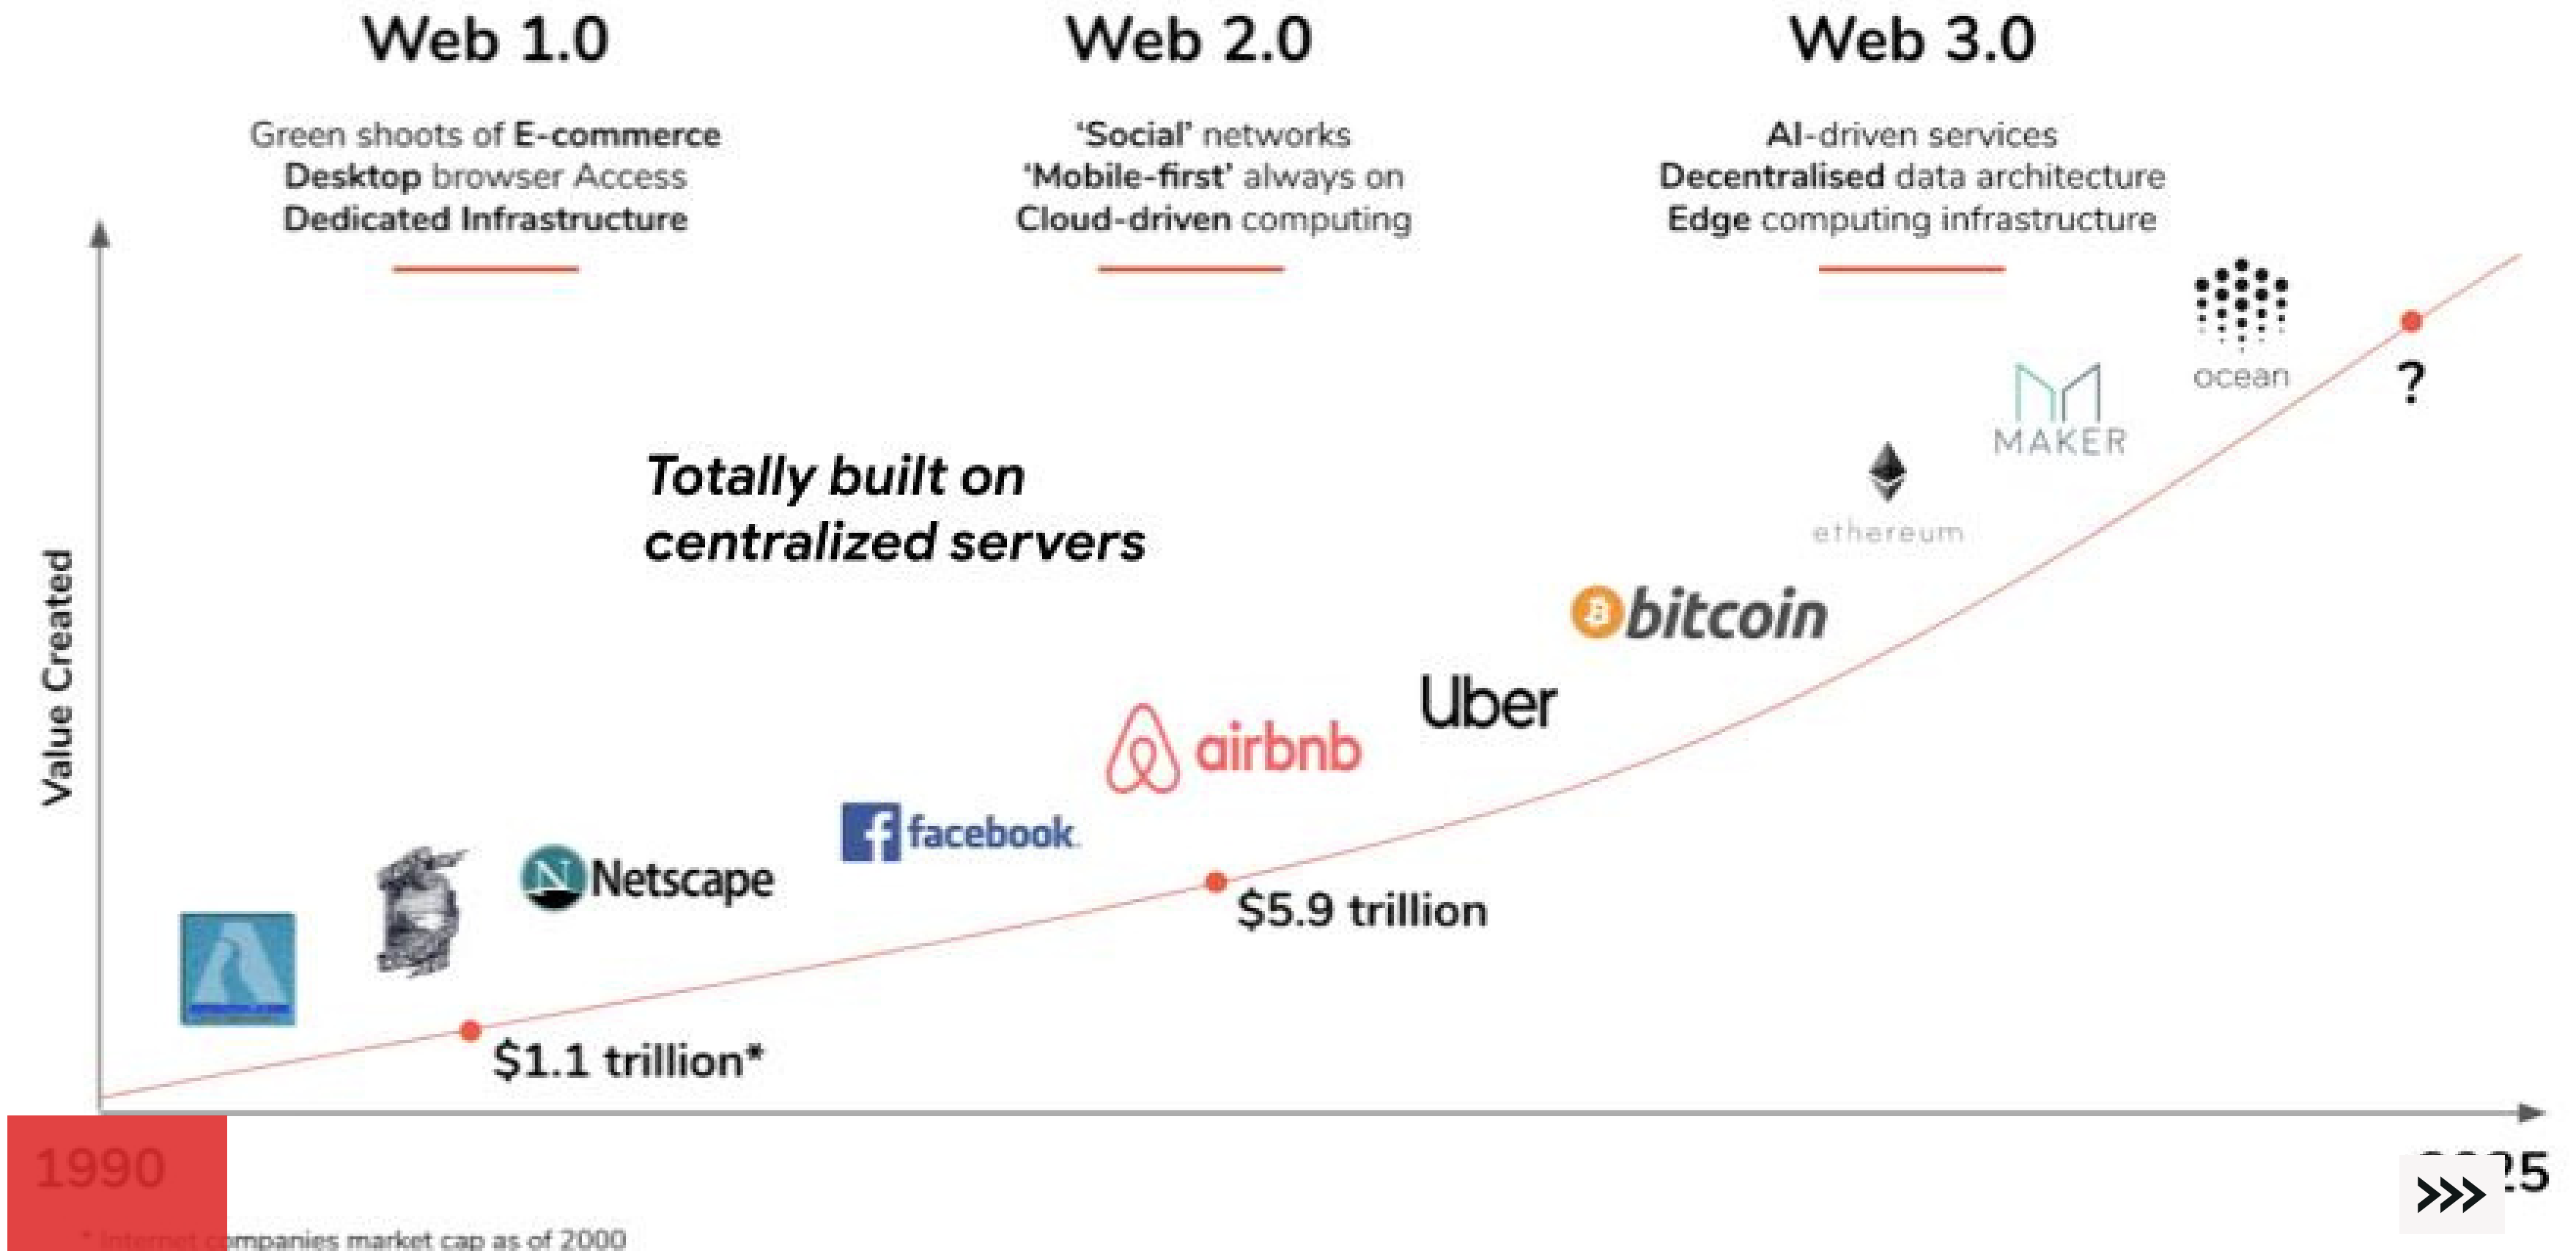 Web 1.0
Green shoots of E-commerce
Desktop browser Access
Dedicated Infrastructure
Web 2.0
‘Social’ networks
‘Mobile-first’ always on
Cloud-driven computing
Web 3.0
AI-driven services
Decentralised data architecture
Edge computing infrastructure
Value Created
Totally built on
centralized servers
Netscape
facebook.
airbnb
Uber
bitcoin
ethereum
MAKER
ocean
?
$1.1 trillion*
$5.9 trillion
1990
>>>
* Internet companies market cap as of 2000